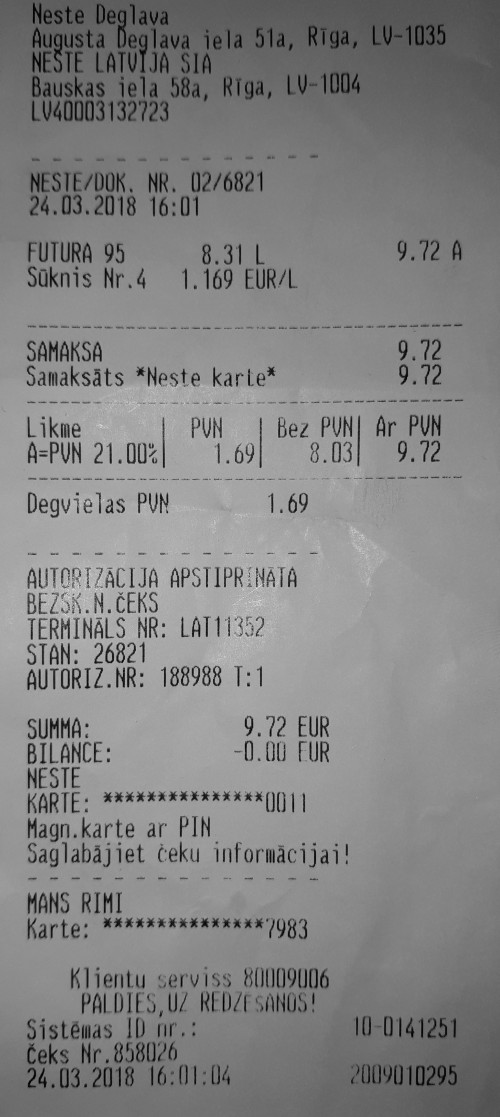 Neste Deglava
Augusta Deglava iela 51a, Rīga, LV-1035
NESTE LATVIJA SIA
Bauskas iela 58a, Rīga, LV-1004
LV40003132723
- - - - - - - - - - - - - -
NESTE/DOK. NR. 02/6821
24.03.2018 16:01
FUTURA 95 8.31 L 9.72 A
Sūknis Nr.4 1.169 EUR/L
----------------------------------------
SAMAKSA 9.72
Samaksāts *Neste karte* 9.72
----------------------------------------
Likme | PVN | Bez PVN| Ar PVN
A=PVN 21.00%| 1.69| 8.03| 9.72
----------------------------------------
Degvielas PVN 1.69
- - - - - - - - - - - - - -
AUTORIZĀCIJA APSTIPRINĀTA
BEZSK.N.ČEKS
TERMINĀLS NR: LAT11352
STAN: 26821
AUTORIZ.NR: 188988 T:1
SUMMA: 9.72 EUR
BILANCE: -0.00 EUR
NESTE
KARTE: ***************0011
Magn.karte ar PIN
Saglabājiet čeku informācijai!
- - - - - - - - - - - - - -
MANS RIMI
Karte: ***************7983
Klientu serviss 80009006
PALDIES,UZ REDZĒŠANOS!
Sistēmas ID nr.: 10-0141251
Čeks Nr.858026
24.03.2018 16:01:04 2009010295